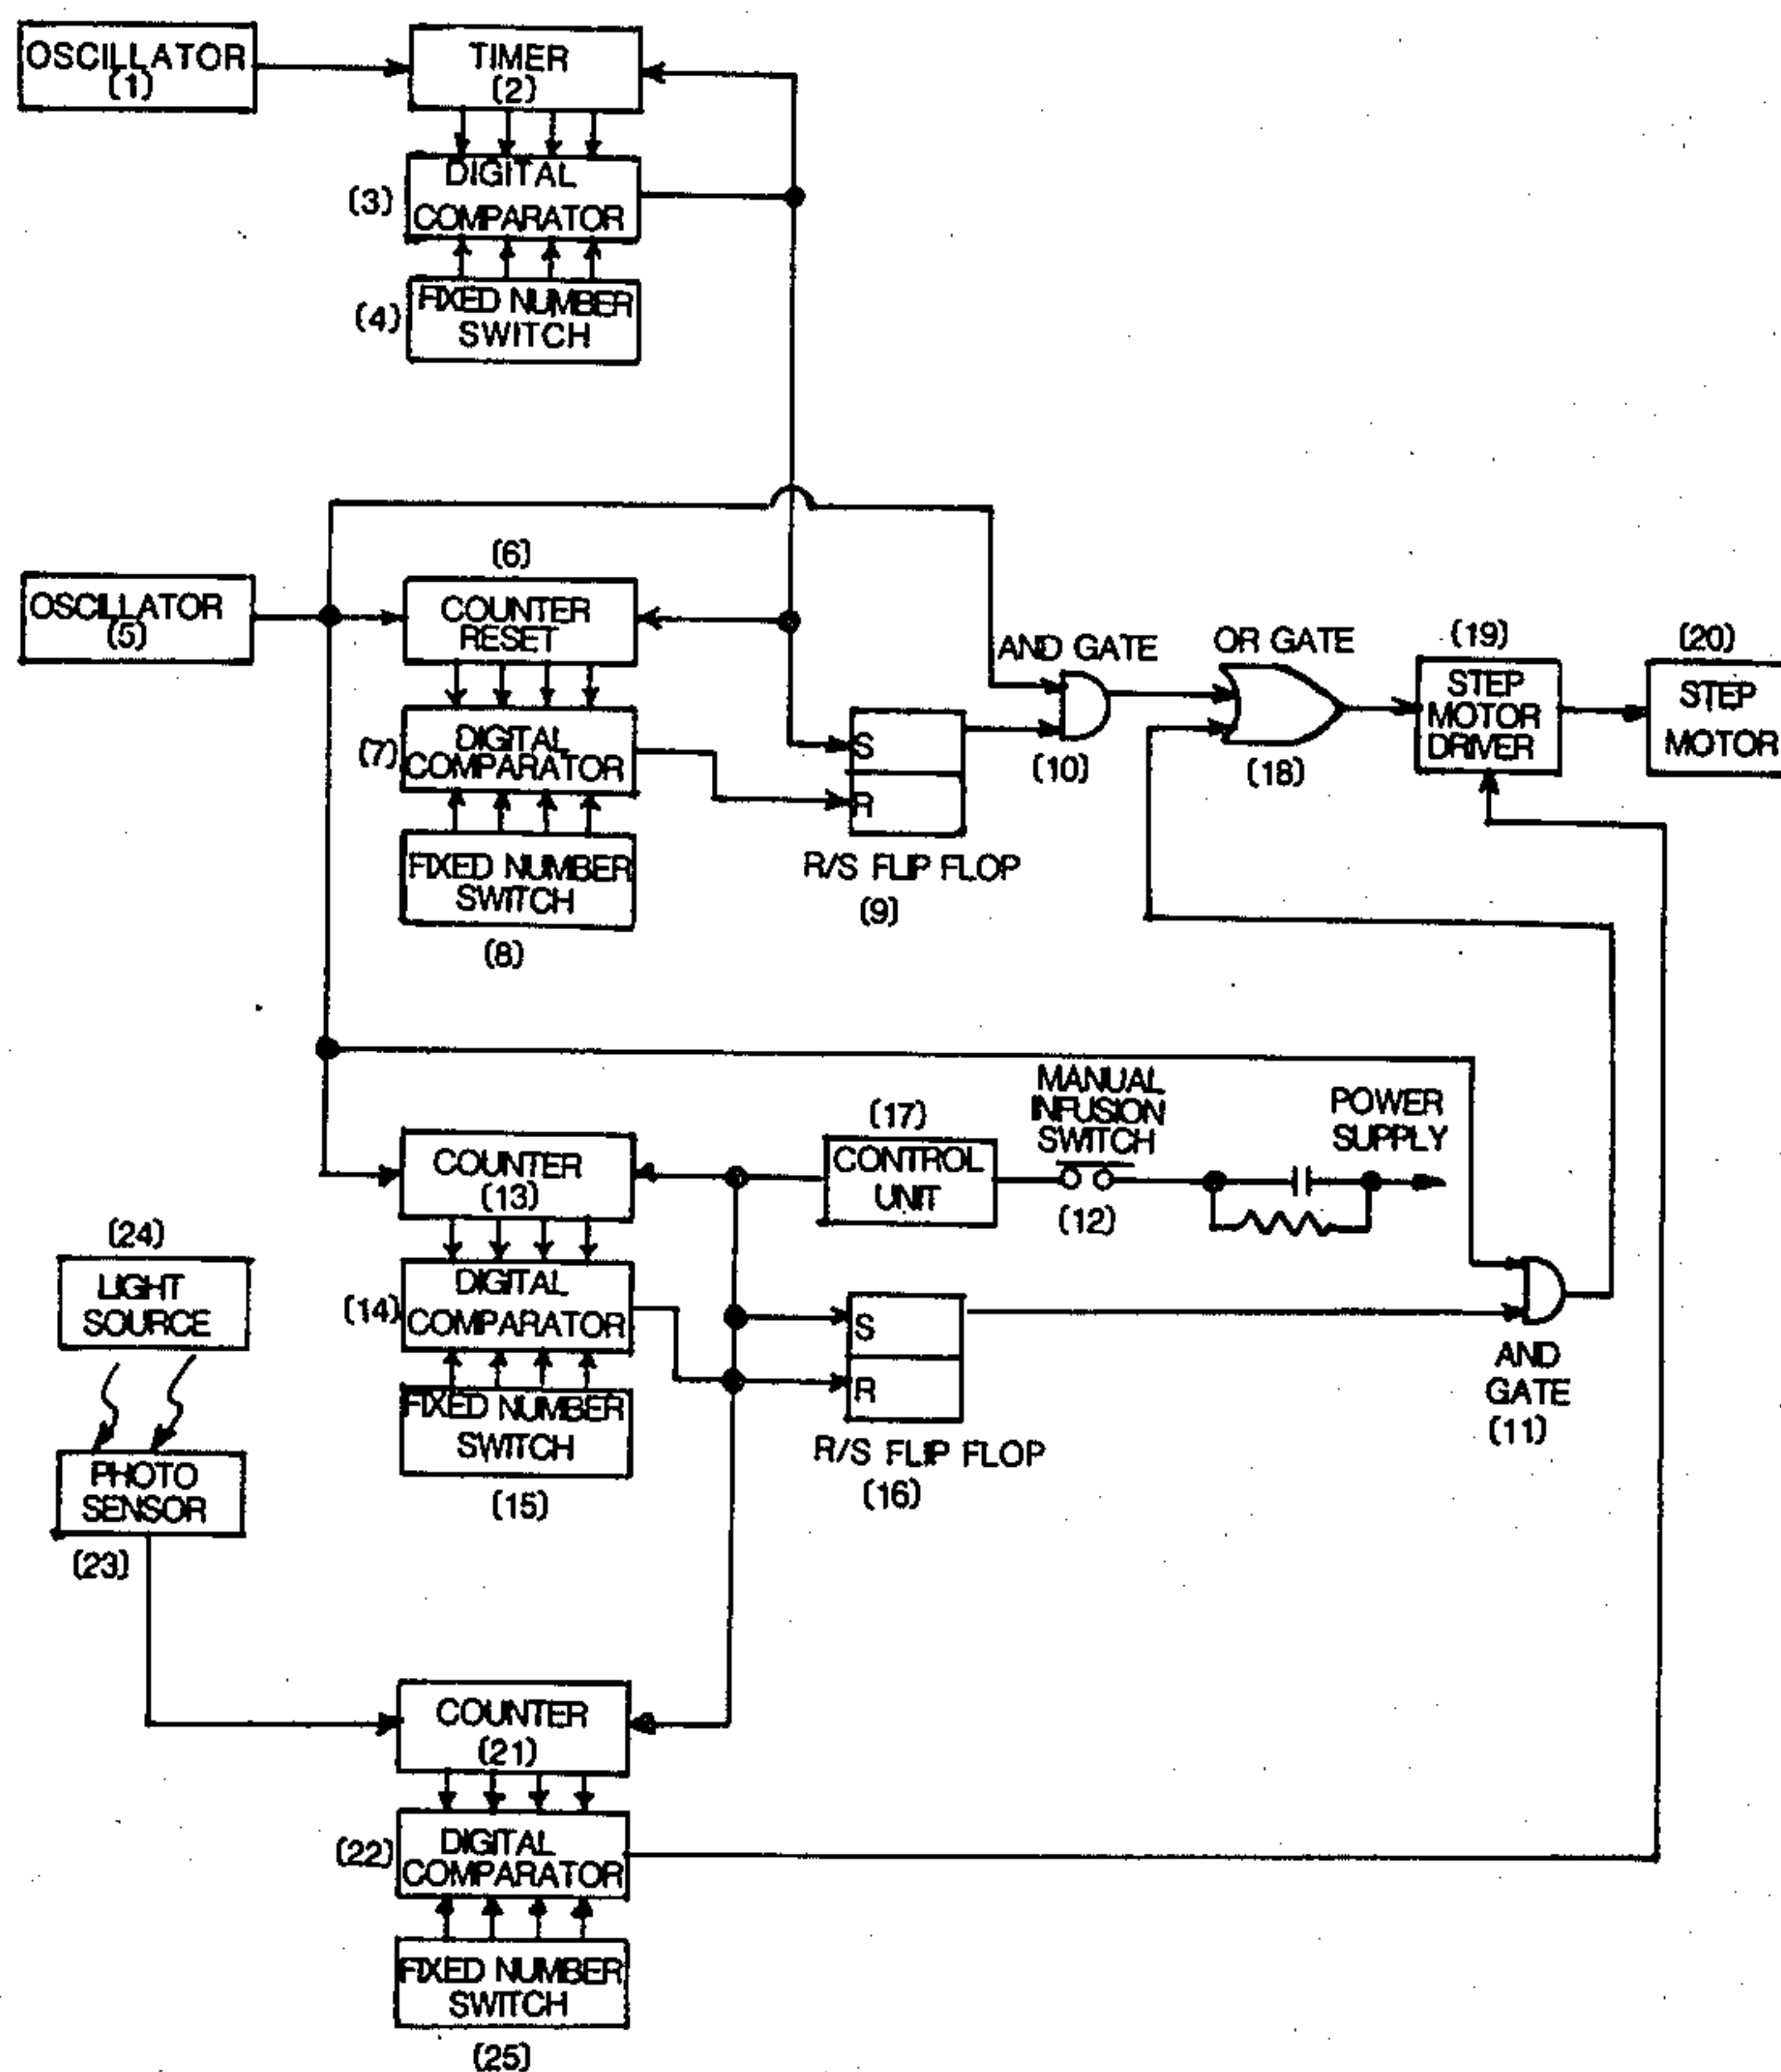 OSCILLATOR
(1)
TIMER
(2)
(3)
DIGITAL
COMPARATOR
(4)
FIXED NUMBER
SWITCH
(6)
OSCILLATOR
(5)
COUNTER
RESET
(7)
DIGITAL
COMPARATOR
FIXED NUMBER
SWITCH
(8)
S
R
R/S FLIP FLOP
(9)
AND GATE
(10)
OR GATE
(18)
(19)
STEP
MOTOR
DRIVER
(20)
STEP
MOTOR
COUNTER
(13)
(17)
CONTROL
UNIT
MANUAL
INFUSION
SWITCH
(12)
POWER
SUPPLY
(24)
LIGHT
SOURCE
(14)
DIGITAL
COMPARATOR
S
R
R/S FLIP FLOP
(16)
AND
GATE
(11)
FIXED NUMBER
SWITCH
(15)
PHOTO
SENSOR
(23)
COUNTER
(21)
(22)
DIGITAL
COMPARATOR
FIXED NUMBER
SWITCH
(25)